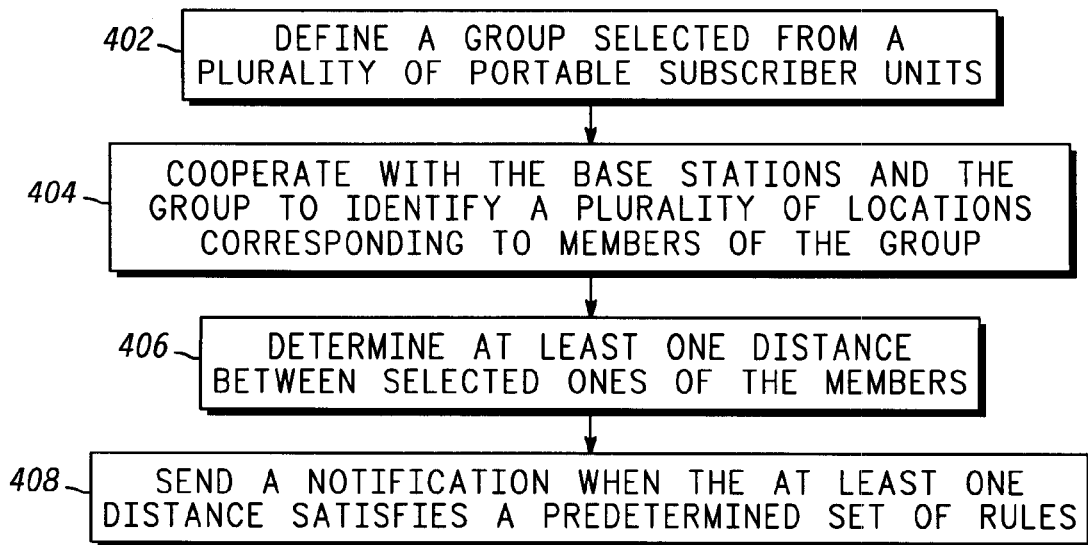 402
DEFINE A GROUP SELECTED FROM A
PLURALITY OF PORTABLE SUBSCRIBER UNITS
404
COOPERATE WITH THE BASE STATIONS AND THE
GROUP TO IDENTIFY A PLURALITY OF LOCATIONS
CORRESPONDING TO MEMBERS OF THE GROUP
406
DETERMINE AT LEAST ONE DISTANCE
BETWEEN SELECTED ONES OF THE MEMBERS
408
SEND A NOTIFICATION WHEN THE AT LEAST ONE
DISTANCE SATISFIES A PREDETERMINED SET OF RULES